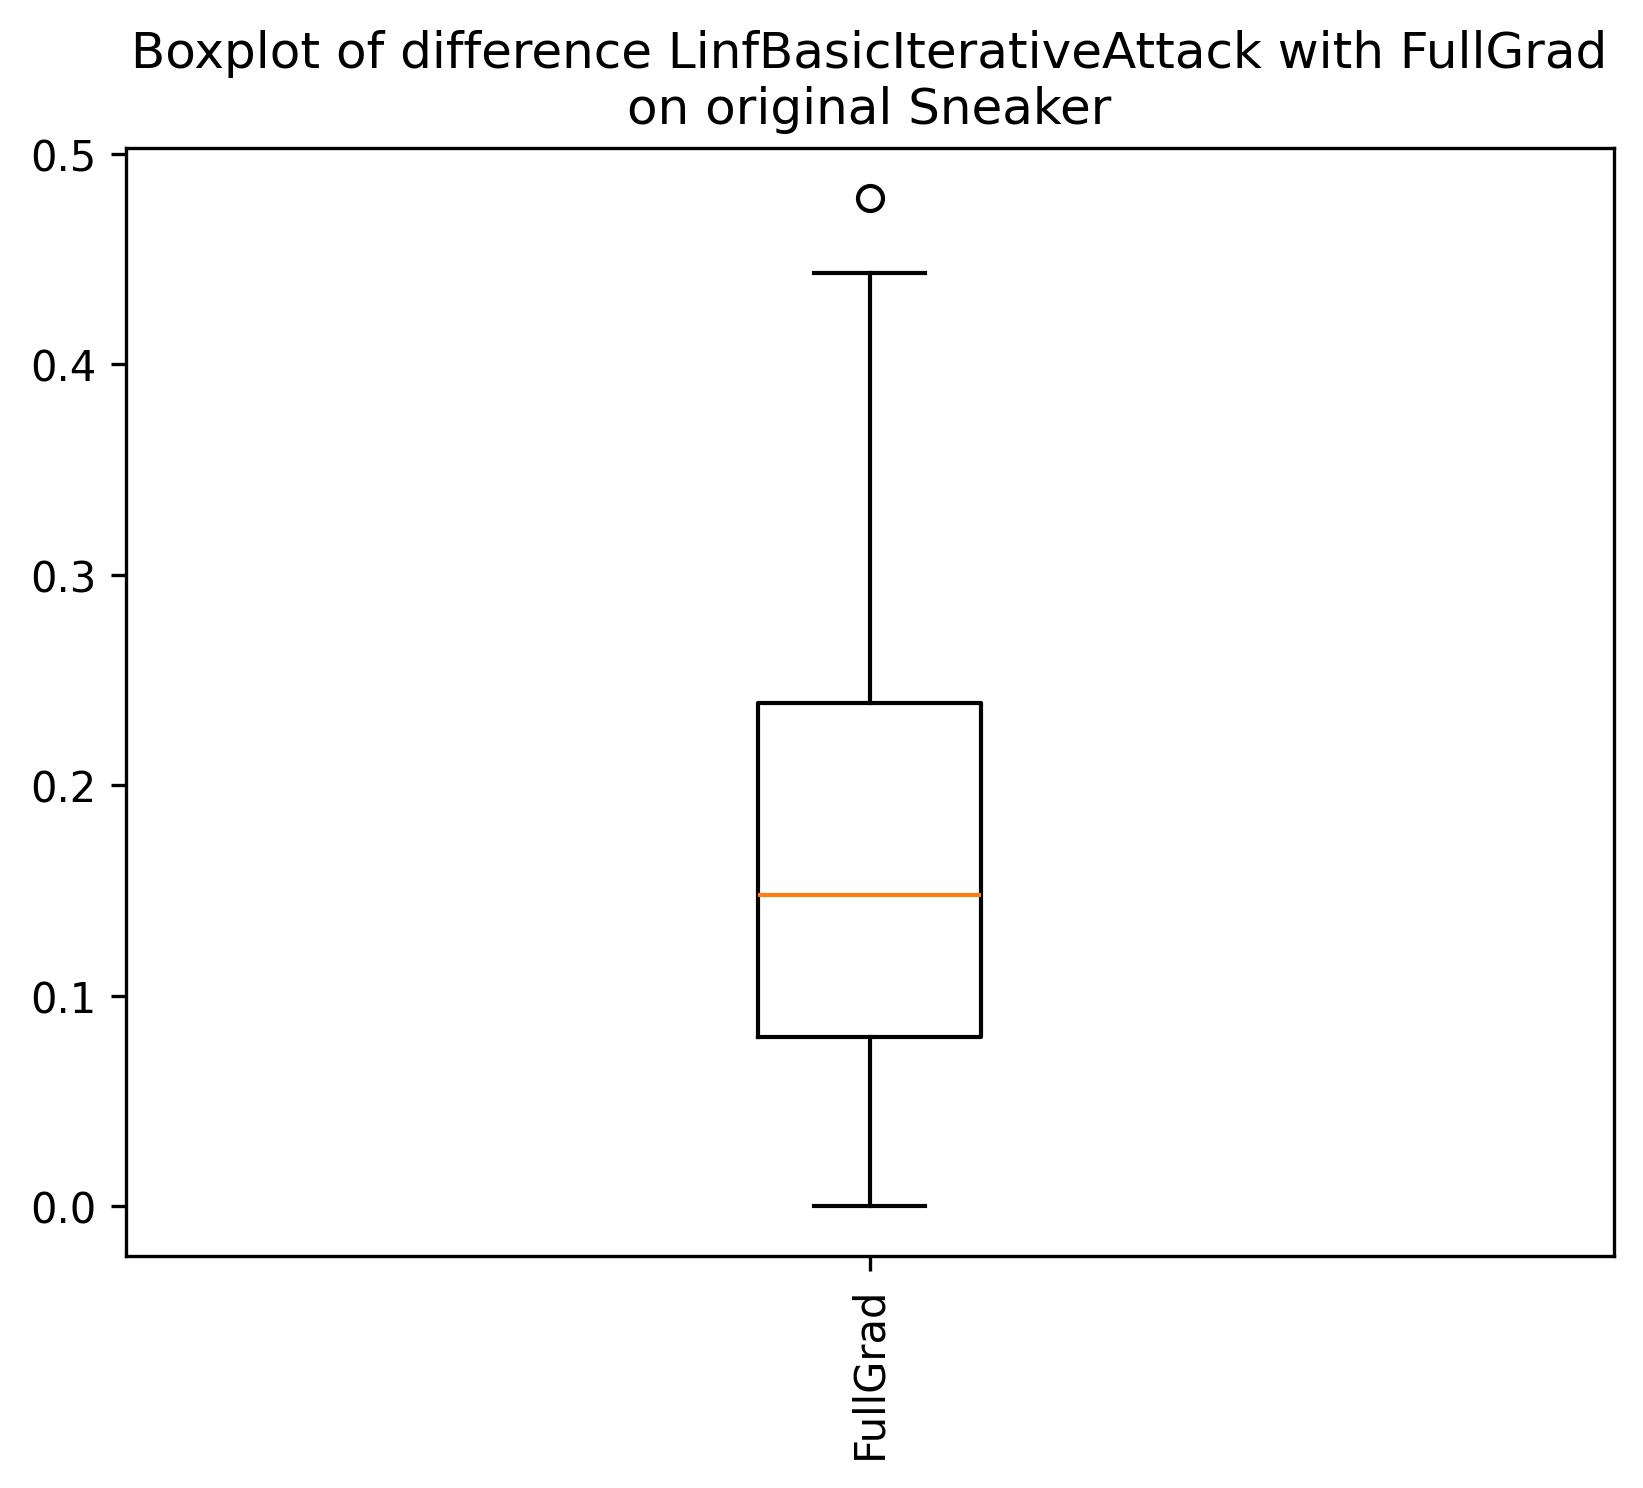 Boxplot of difference LinfBasicIterativeAttack with FullGrad
on original Sneaker
0.5
0.4
0.3
0.2
0.1
0.0
FullGrad